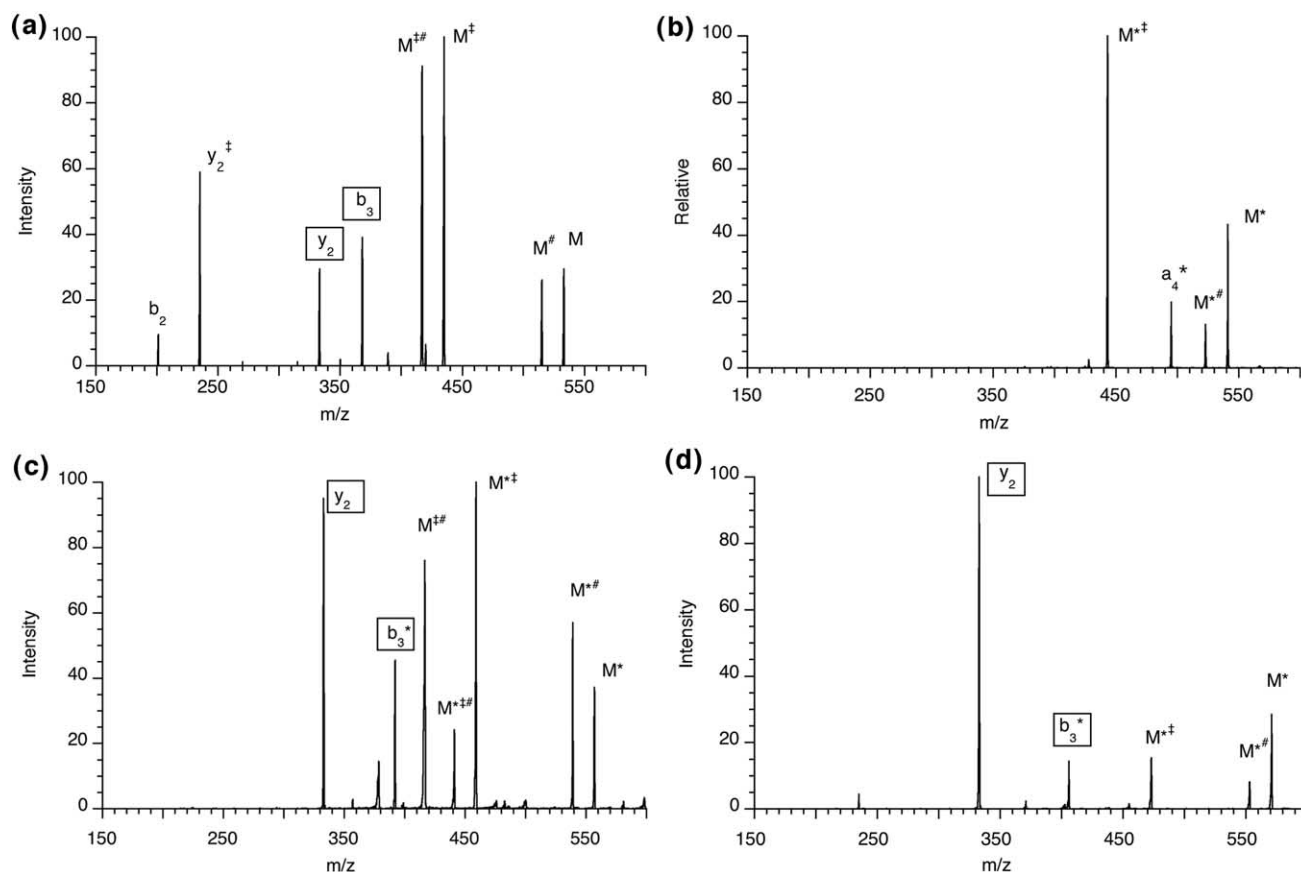 (a)
100
80
60
40
20
0
Intensity
b2
y2‡
y2
b3
M‡#
M‡
M#
M
150
250
350
450
550
m/z
(b)
100
80
60
40
20
0
Relative
M*‡
a4*
M*#
M*
150
250
350
450
550
m/z
(c)
100
80
60
40
20
0
Intensity
y2
b3*
M‡#
M*‡#
M*‡
M*#
M*
150
250
350
450
550
m/z
(d)
100
80
60
40
20
0
Intensity
y2
b3*
M*‡
M*#
M*
150
250
350
450
550
m/z